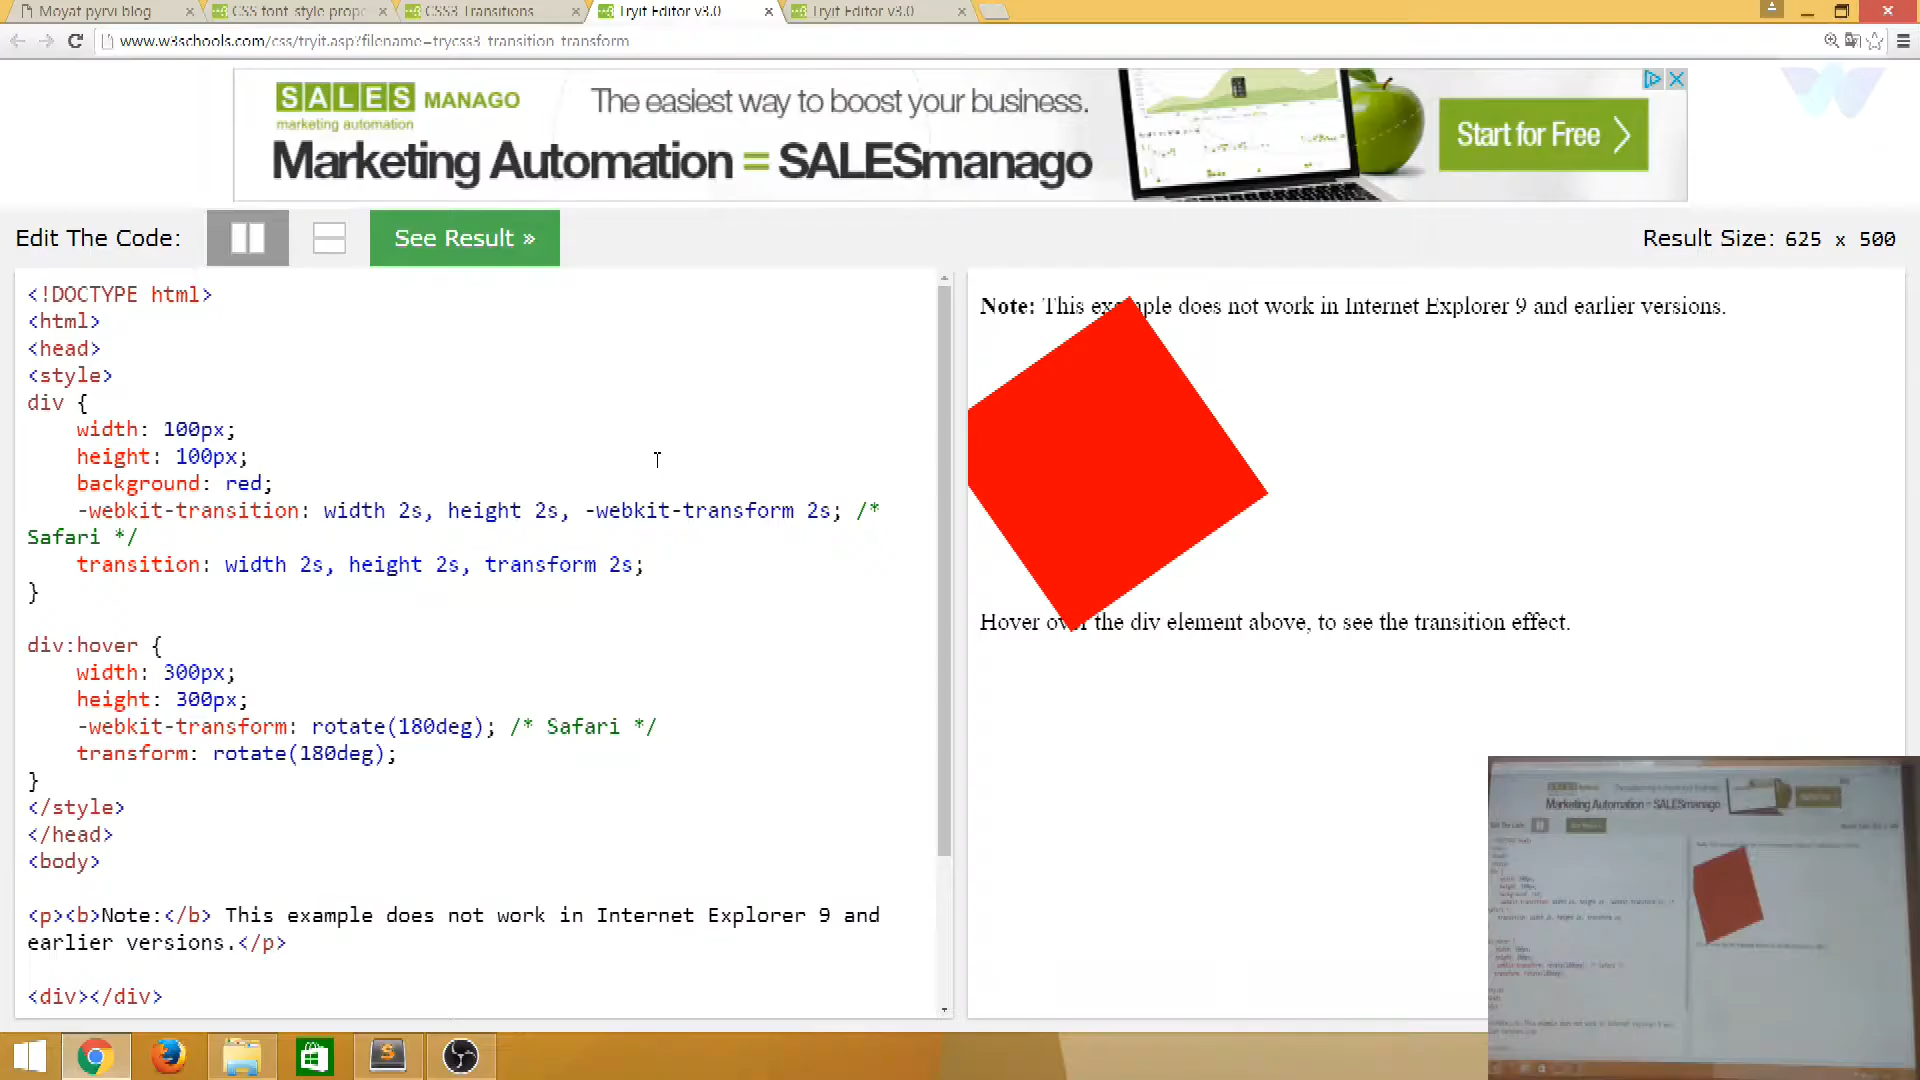 Moyat pyrvi blog
CSS font-style prope
CSS3 Transitions
Tryit Editor v3.0
Tryit Editor v3.0
www.w3schools.com/css/tryit.asp?filename=trycss3_transition_transform
SALES MANAGO
marketing automation
The easiest way to boost your business.
Marketing Automation = SALESmanago
Start for Free
Edit The Code:
See Result »
Result Size: 625 x 500
<!DOCTYPE html>
<html>
<head>
<style>
div {
width: 100px;
height: 100px;
background: red;
-webkit-transition: width 2s, height 2s, -webkit-transform 2s; /*
Safari */
transition: width 2s, height 2s, transform 2s;
}
div:hover {
width: 300px;
height: 300px;
-webkit-transform: rotate(180deg); /* Safari */
transform: rotate(180deg);
}
</style>
</head>
<body>
<p><b>Note:</b> This example does not work in Internet Explorer 9 and
earlier versions.</p>
<div></div>
Note: This example does not work in Internet Explorer 9 and earlier versions.
Hover over the div element above, to see the transition effect.
Marketing Automation = SALESmanago